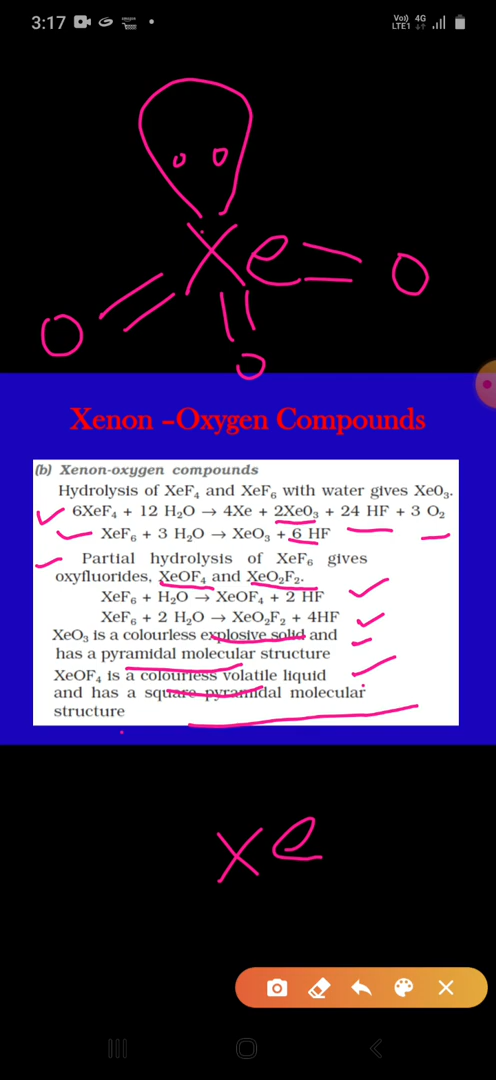 3:17
Vo)) 4G
LTE1
Xe
O
O
O
Xenon –Oxygen Compounds
(b) Xenon-oxygen compounds
Hydrolysis of XeF₄ and XeF₆ with water gives Xe0₃.
6XeF₄ + 12 H₂O → 4Xe + 2Xe0₃ + 24 HF + 3 O₂
XeF₆ + 3 H₂O → XeO₃ + 6 HF
Partial hydrolysis of XeF₆ gives
oxyfluorides, XeOF₄ and XeO₂F₂.
XeF₆ + H₂O → XeOF₄ + 2 HF
XeF₆ + 2 H₂O → XeO₂F₂ + 4HF
XeO₃ is a colourless explosive solid and
has a pyramidal molecular structure
XeOF₄ is a colourless volatile liquid
and has a square pyramidal molecular
structure
Xe